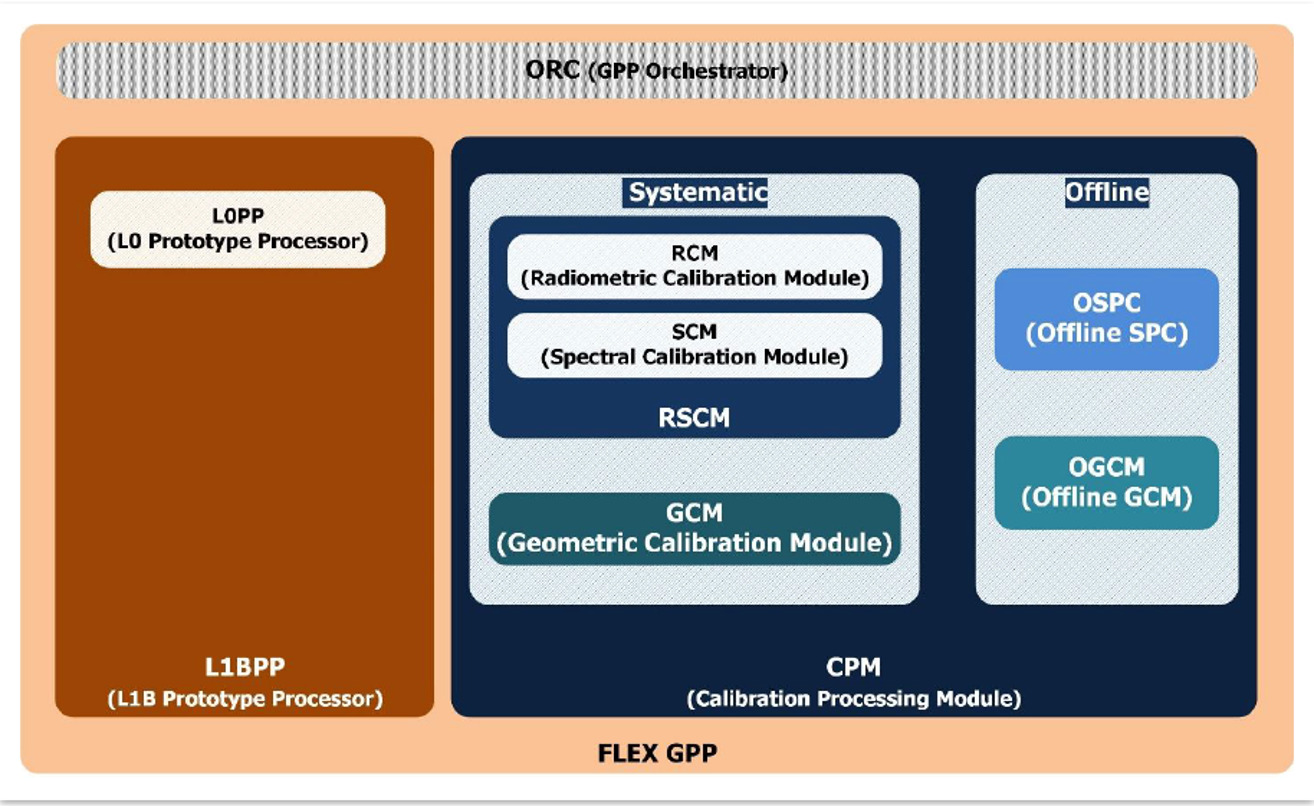 ORC (GPP Orchestrator)
L0PP
(L0 Prototype Processor)
L1BPP
(L1B Prototype Processor)
Systematic
RCM
(Radiometric Calibration Module)
SCM
(Spectral Calibration Module)
RSCM
GCM
(Geometric Calibration Module)
Offline
OSPC
(Offline SPC)
OGCM
(Offline GCM)
CPM
(Calibration Processing Module)
FLEX GPP